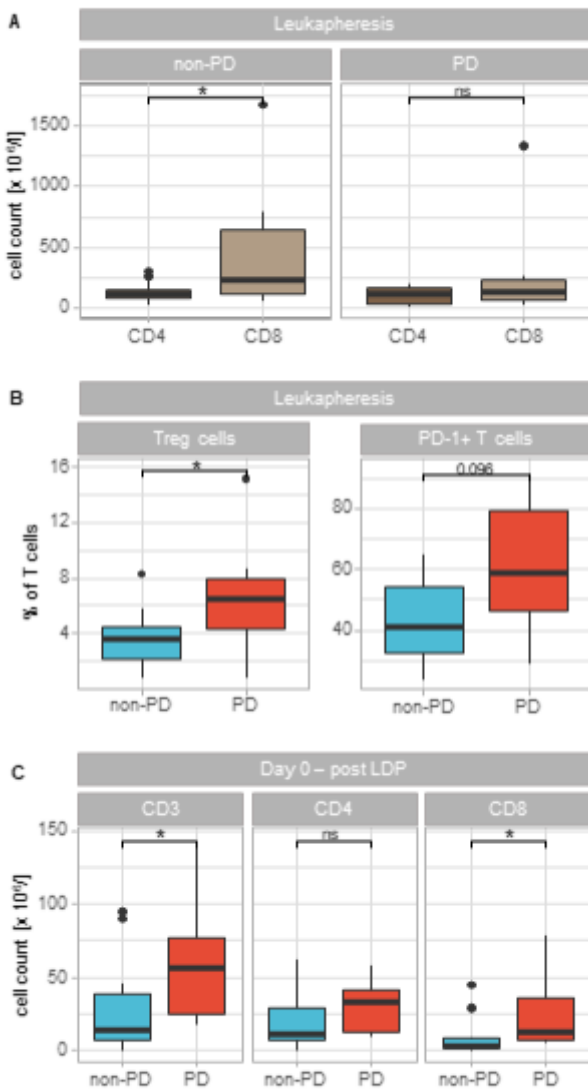 A
Leukapheresis
non-PD PD
* ns
cell count [x 10⁶/l]
1500
1000
500
0
CD4 CD8 CD4 CD8
B
Leukapheresis
Treg cells PD-1+ T cells
* 0.096
% of T cells
16
12
8
4
80
60
40
non-PD PD non-PD PD
C
Day 0 – post LDP
CD3 CD4 CD8
* ns *
cell count [x 10⁶/l]
150
100
50
0
non-PD PD non-PD PD non-PD PD